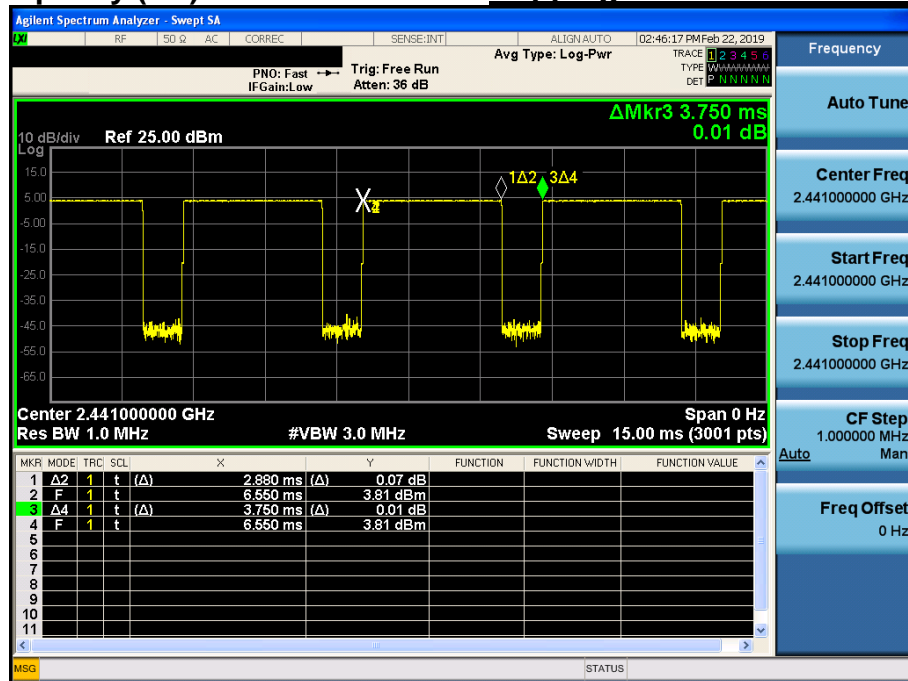 Agilent Spectrum Analyzer - Swept SA
LXI RF 50 Ω AC CORREC SENSE:INT ALIGN AUTO 02:46:17 PM Feb 22, 2019
Avg Type: Log-Pwr
TRACE 1 2 3 4 5 6
TYPE WWWWWW
DET P N N N N N
PNO: Fast
IFGain:Low
Trig: Free Run
Atten: 36 dB
ΔMkr3 3.750 ms
0.01 dB
10 dB/div Ref 25.00 dBm
Log
15.0
5.00
-5.00
-15.0
-25.0
-35.0
-45.0
-55.0
-65.0
1Δ2 3Δ4
Center 2.441000000 GHz Span 0 Hz
Res BW 1.0 MHz #VBW 3.0 MHz Sweep 15.00 ms (3001 pts)
MKR MODE TRC SCL X Y FUNCTION FUNCTION WIDTH FUNCTION VALUE
1 Δ2 1 t (Δ) 2.880 ms (Δ) 0.07 dB
2 F 1 t 6.550 ms 3.81 dBm
3 Δ4 1 t (Δ) 3.750 ms (Δ) 0.01 dB
4 F 1 t 6.550 ms 3.81 dBm
5
6
7
8
9
10
11
MSG STATUS
Frequency
Auto Tune
Center Freq
2.441000000 GHz
Start Freq
2.441000000 GHz
Stop Freq
2.441000000 GHz
CF Step
1.000000 MHz
Auto Man
Freq Offset
0 Hz